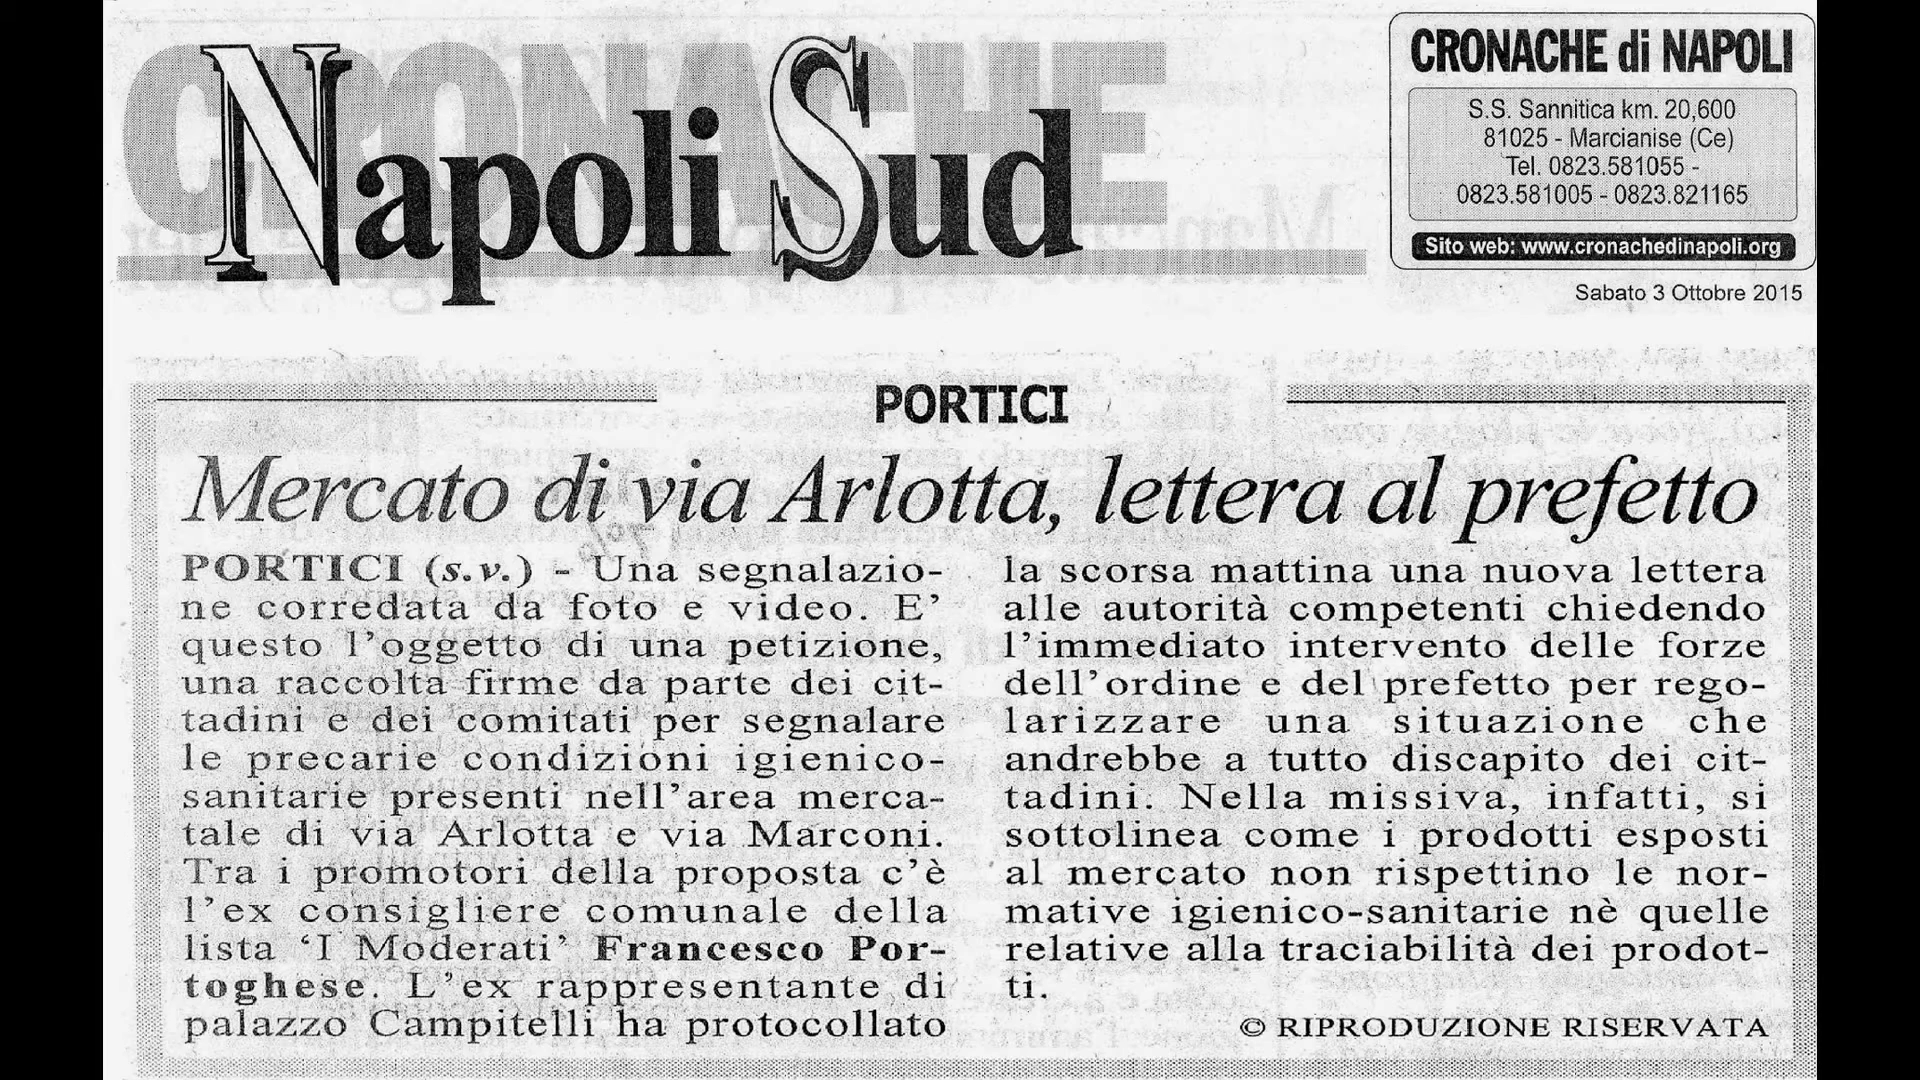 CRONACHE
Napoli Sud
CRONACHE di NAPOLI
S.S. Sannitica km. 20,600
81025 - Marcianise (Ce)
Tel. 0823.581055 -
0823.581005 - 0823.821165
Sito web: www.cronachedinapoli.org
Sabato 3 Ottobre 2015
PORTICI
Mercato di via Arlotta, lettera al prefetto
PORTICI (s.v.) - Una segnalazio-
ne corredata da foto e video. E'
questo l'oggetto di una petizione,
una raccolta firme da parte dei cit-
tadini e dei comitati per segnalare
le precarie condizioni igienico-
sanitarie presenti nell'area merca-
tale di via Arlotta e via Marconi.
Tra i promotori della proposta c'è
l'ex consigliere comunale della
lista 'I Moderati' Francesco Por-
toghese. L'ex rappresentante di
palazzo Campitelli ha protocollato
la scorsa mattina una nuova lettera
alle autorità competenti chiedendo
l'immediato intervento delle forze
dell'ordine e del prefetto per rego-
larizzare una situazione che
andrebbe a tutto discapito dei cit-
tadini. Nella missiva, infatti, si
sottolinea come i prodotti esposti
al mercato non rispettino le nor-
mative igienico-sanitarie nè quelle
relative alla traciabilità dei prodot-
ti.
© RIPRODUZIONE RISERVATA